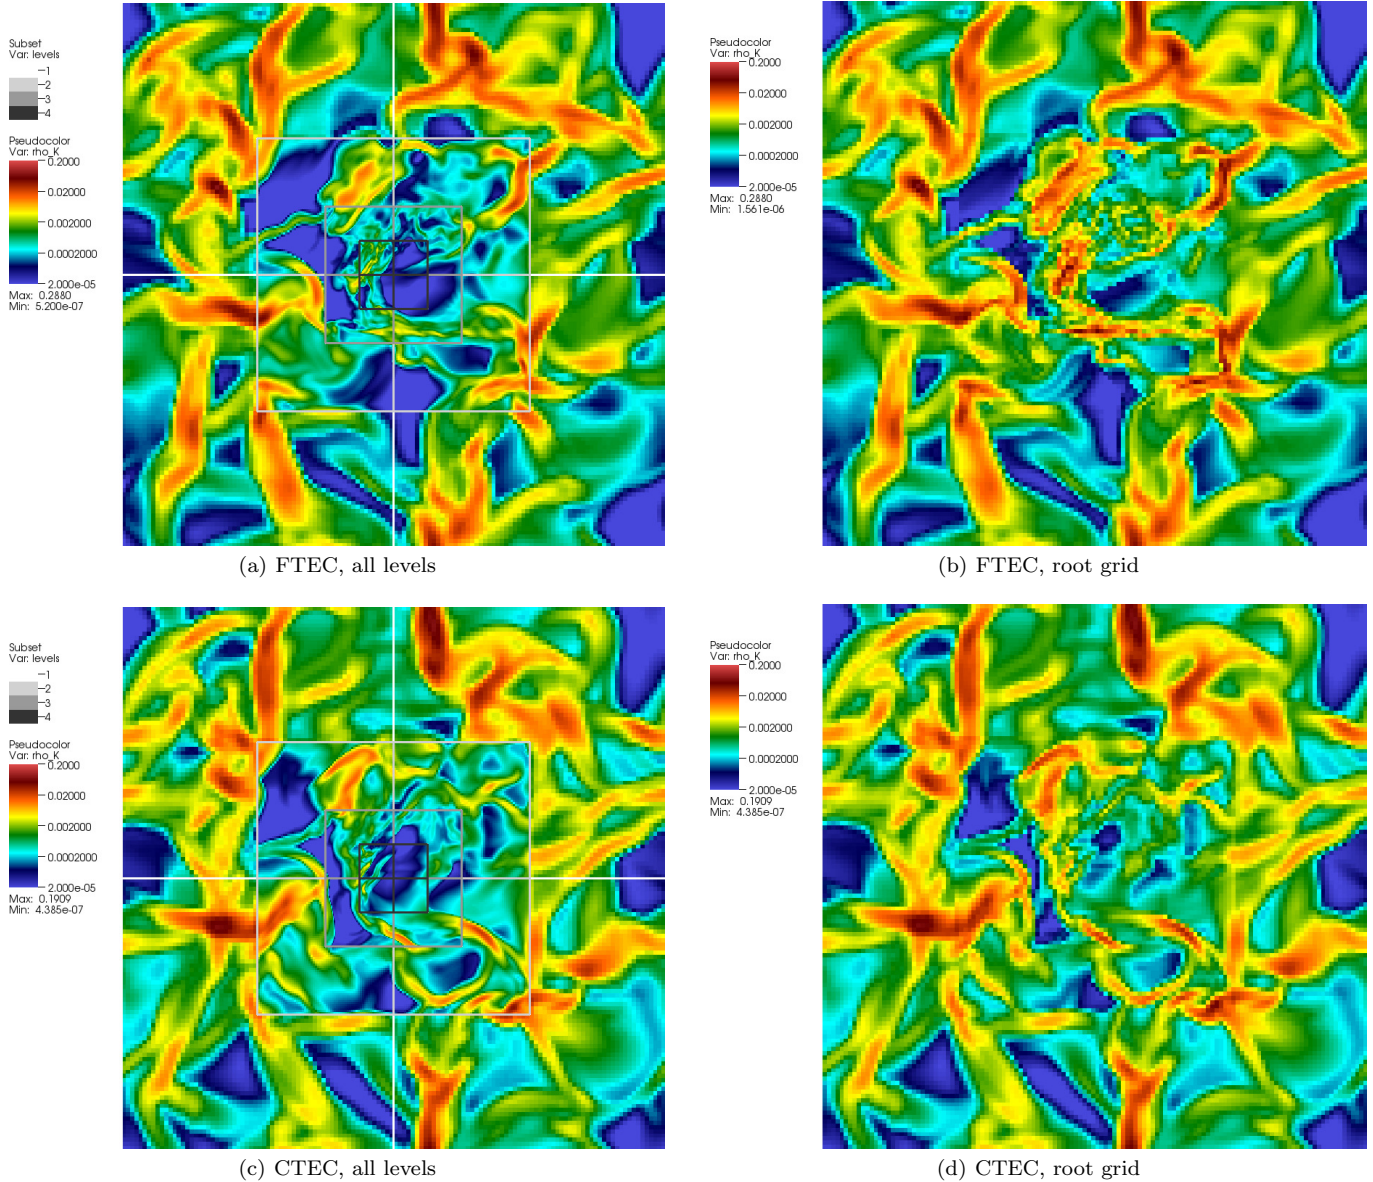 Subset
Var: levels
1
2
3
4
Pseudocolor
Var: rho_K
0.2000
0.02000
0.002000
0.0002000
2.000e-05
Max: 0.2880
Min: 5.200e-07
(a) FTEC, all levels
Pseudocolor
Var: rho_K
0.2000
0.02000
0.002000
0.0002000
2.000e-05
Max: 0.2880
Min: 1.561e-06
(b) FTEC, root grid
Subset
Var: levels
1
2
3
4
Pseudocolor
Var: rho_K
0.2000
0.02000
0.002000
0.0002000
2.000e-05
Max: 0.1909
Min: 4.385e-07
(c) CTEC, all levels
Pseudocolor
Var: rho_K
0.2000
0.02000
0.002000
0.0002000
2.000e-05
Max: 0.1909
Min: 4.385e-07
(d) CTEC, root grid